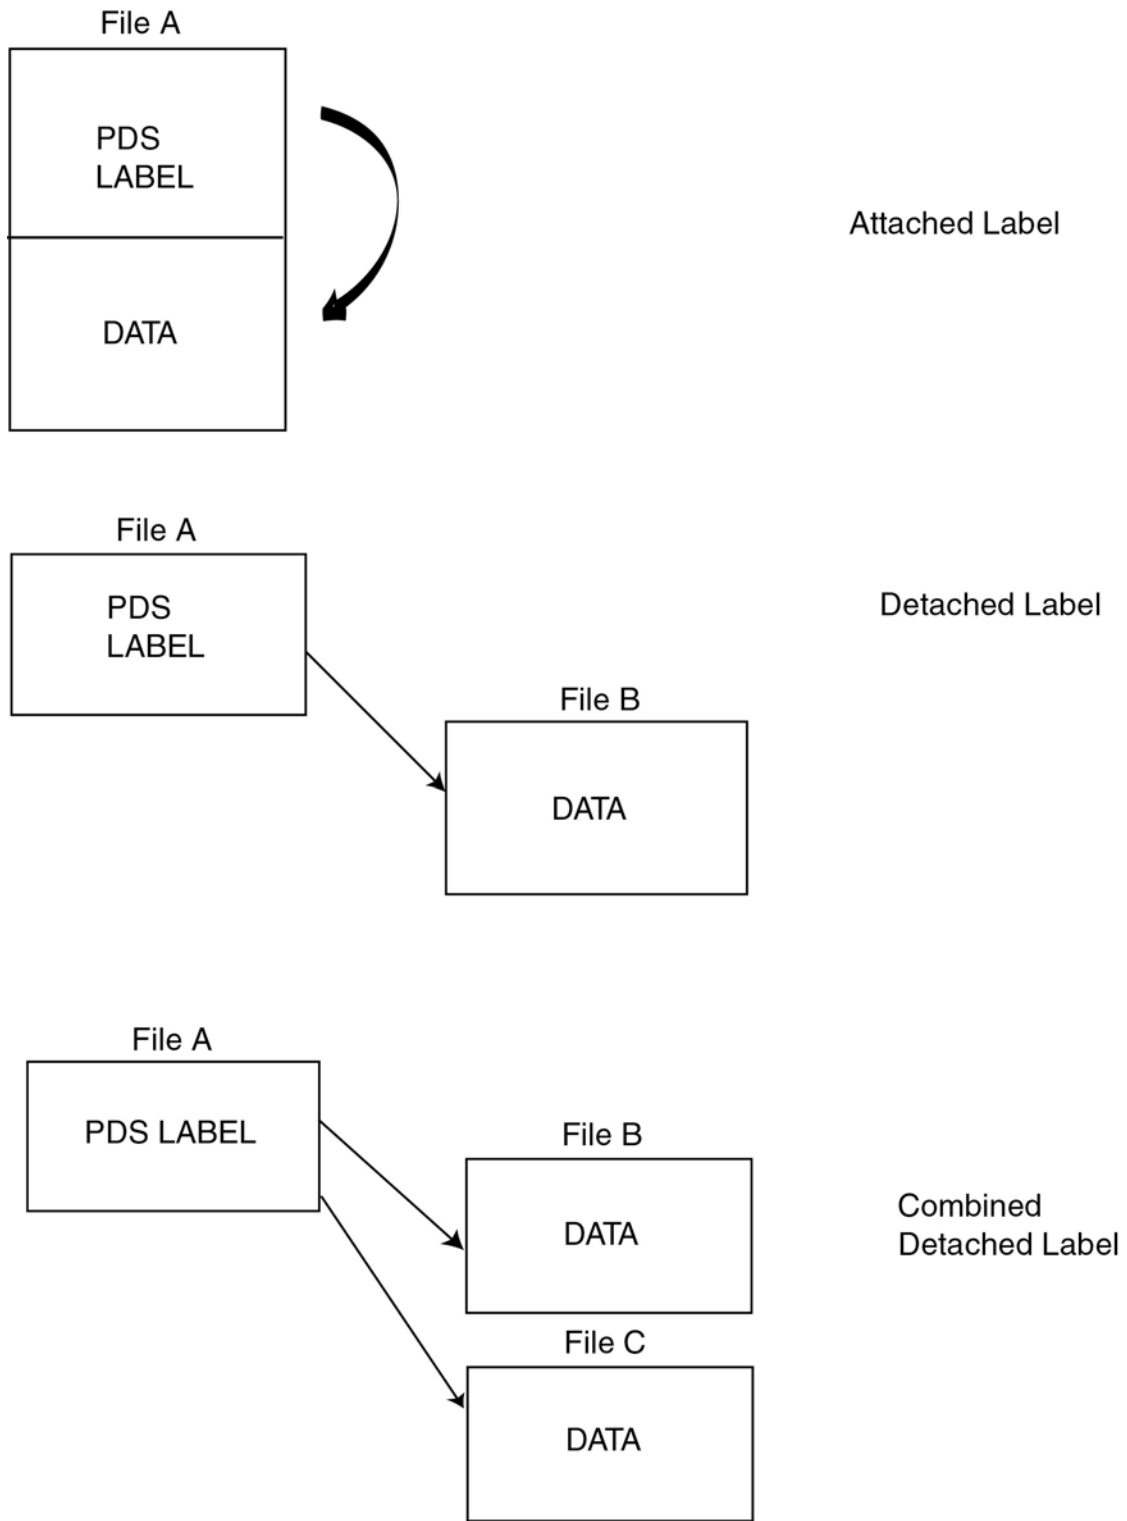 File A
PDS
LABEL
Attached Label
DATA
File A
PDS
LABEL
Detached Label
File B
DATA
File A
PDS LABEL
File B
DATA
Combined
Detached Label
File C
DATA